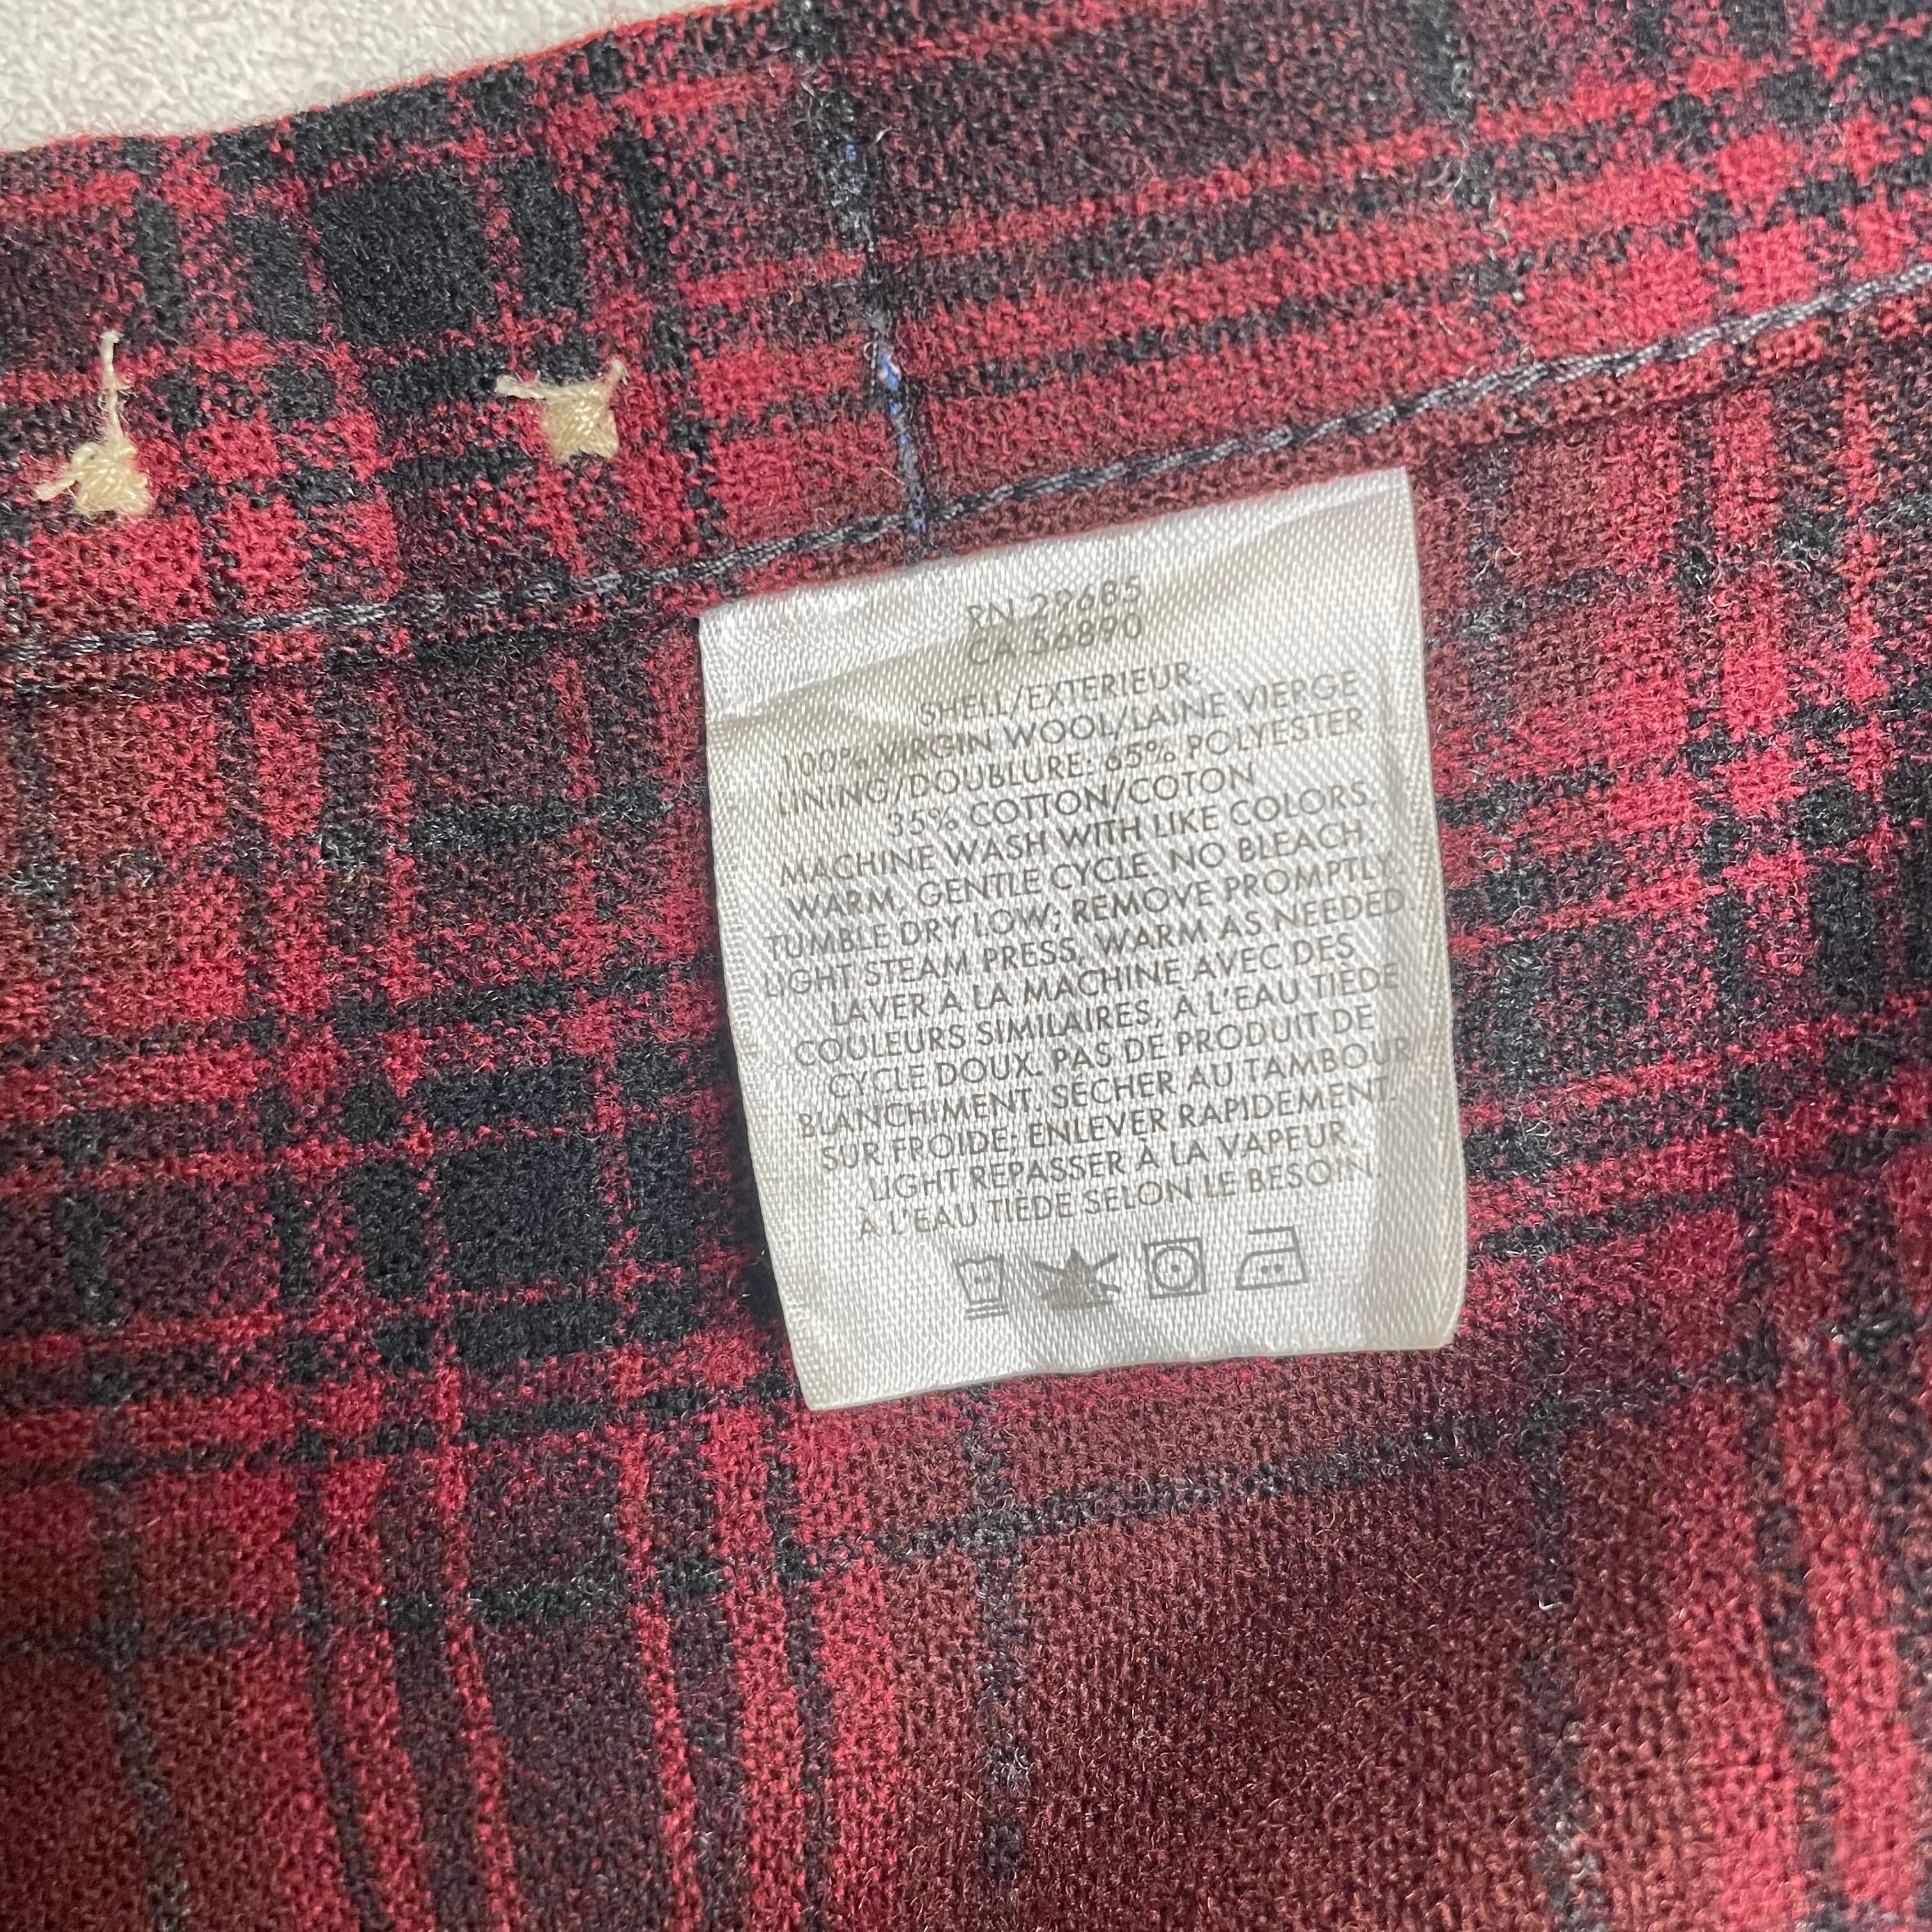 RN 29685
CA 56890
SHELL/EXTERIEUR:
100% VIRGIN WOOL/LAINE VIERGE
LINING/DOUBLURE: 65% POLYESTER
35% COTTON/COTON
MACHINE WASH WITH LIKE COLORS,
WARM, GENTLE CYCLE. NO BLEACH.
TUMBLE DRY LOW; REMOVE PROMPTLY.
LIGHT STEAM PRESS, WARM AS NEEDED
LAVER À LA MACHINE AVEC DES
COULEURS SIMILAIRES, À L'EAU TIÈDE
CYCLE DOUX. PAS DE PRODUIT DE
BLANCHIMENT. SECHER AU TAMBOUR
SUR FROIDE; ENLEVER RAPIDEMENT.
LIGHT REPASSER À LA VAPEUR,
À L'EAU TIÈDE SELON LE BESOIN.